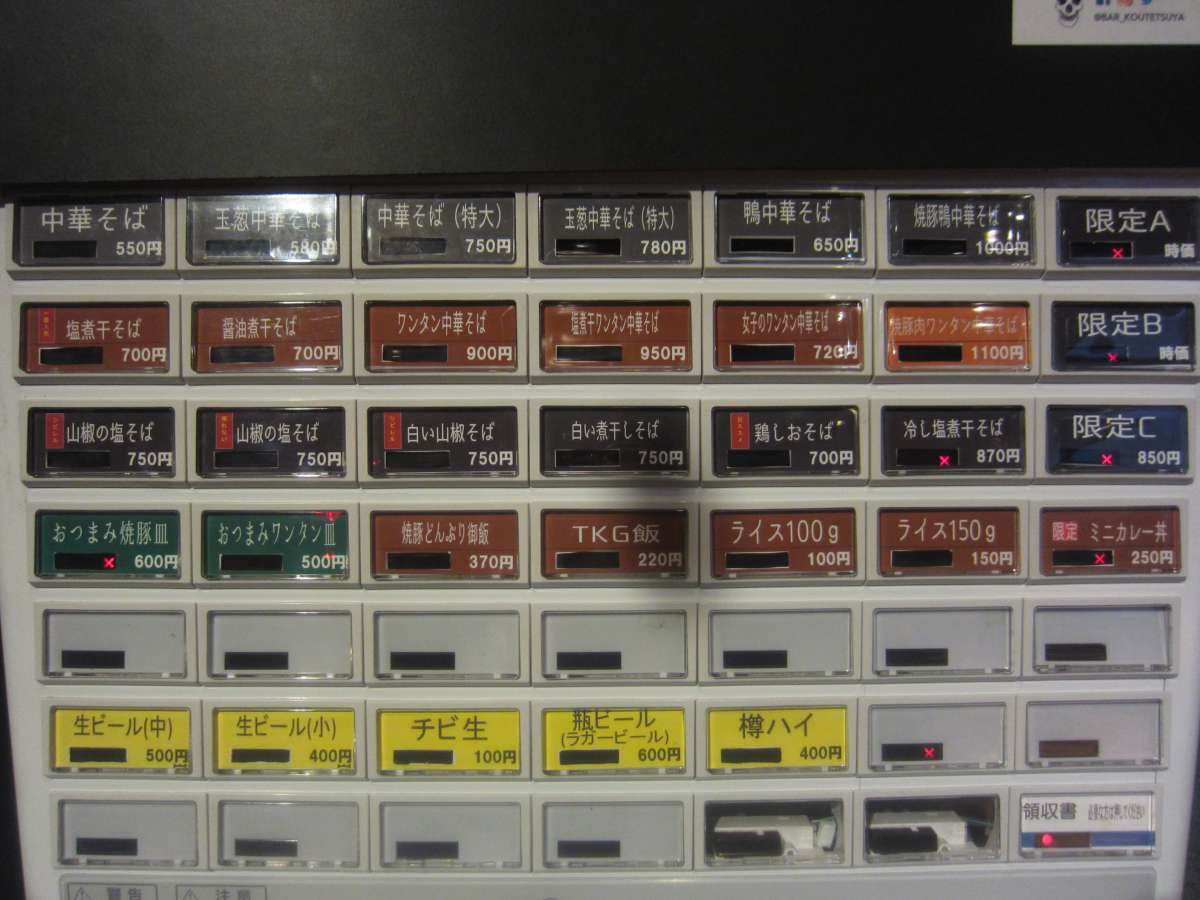 @BAR_KOUTETSUYA
中華そば
550円
玉葱中華そば
580円
中華そば (特大)
750円
玉葱中華そば (特大)
780円
鴨中華そば
650円
焼豚鴨中華そば
1000円
限定A
時価
塩煮干そば
700円
醤油煮干そば
700円
ワンタン中華そば
900円
塩煮干ワンタン中華そば
950円
女子のワンタン中華そば
720円
焼豚肉ワンタン中華そば
1100円
限定B
時価
山椒の塩そば
750円
山椒の塩そば
750円
白い山椒そば
750円
白い煮干しそば
750円
鶏しおそば
700円
冷し塩煮干そば
870円
限定C
850円
おつまみ焼豚皿
600円
おつまみワンタン皿
500円
焼豚どんぶり御飯
370円
TKG飯
220円
ライス100g
100円
ライス150g
150円
限定 ミニカレー丼
250円
生ビール(中)
500円
生ビール(小)
400円
チビ生
100円
瓶ビール
(ラガービール)
600円
樽ハイ
400円
領収書 必要な方は押してください
警告
注意